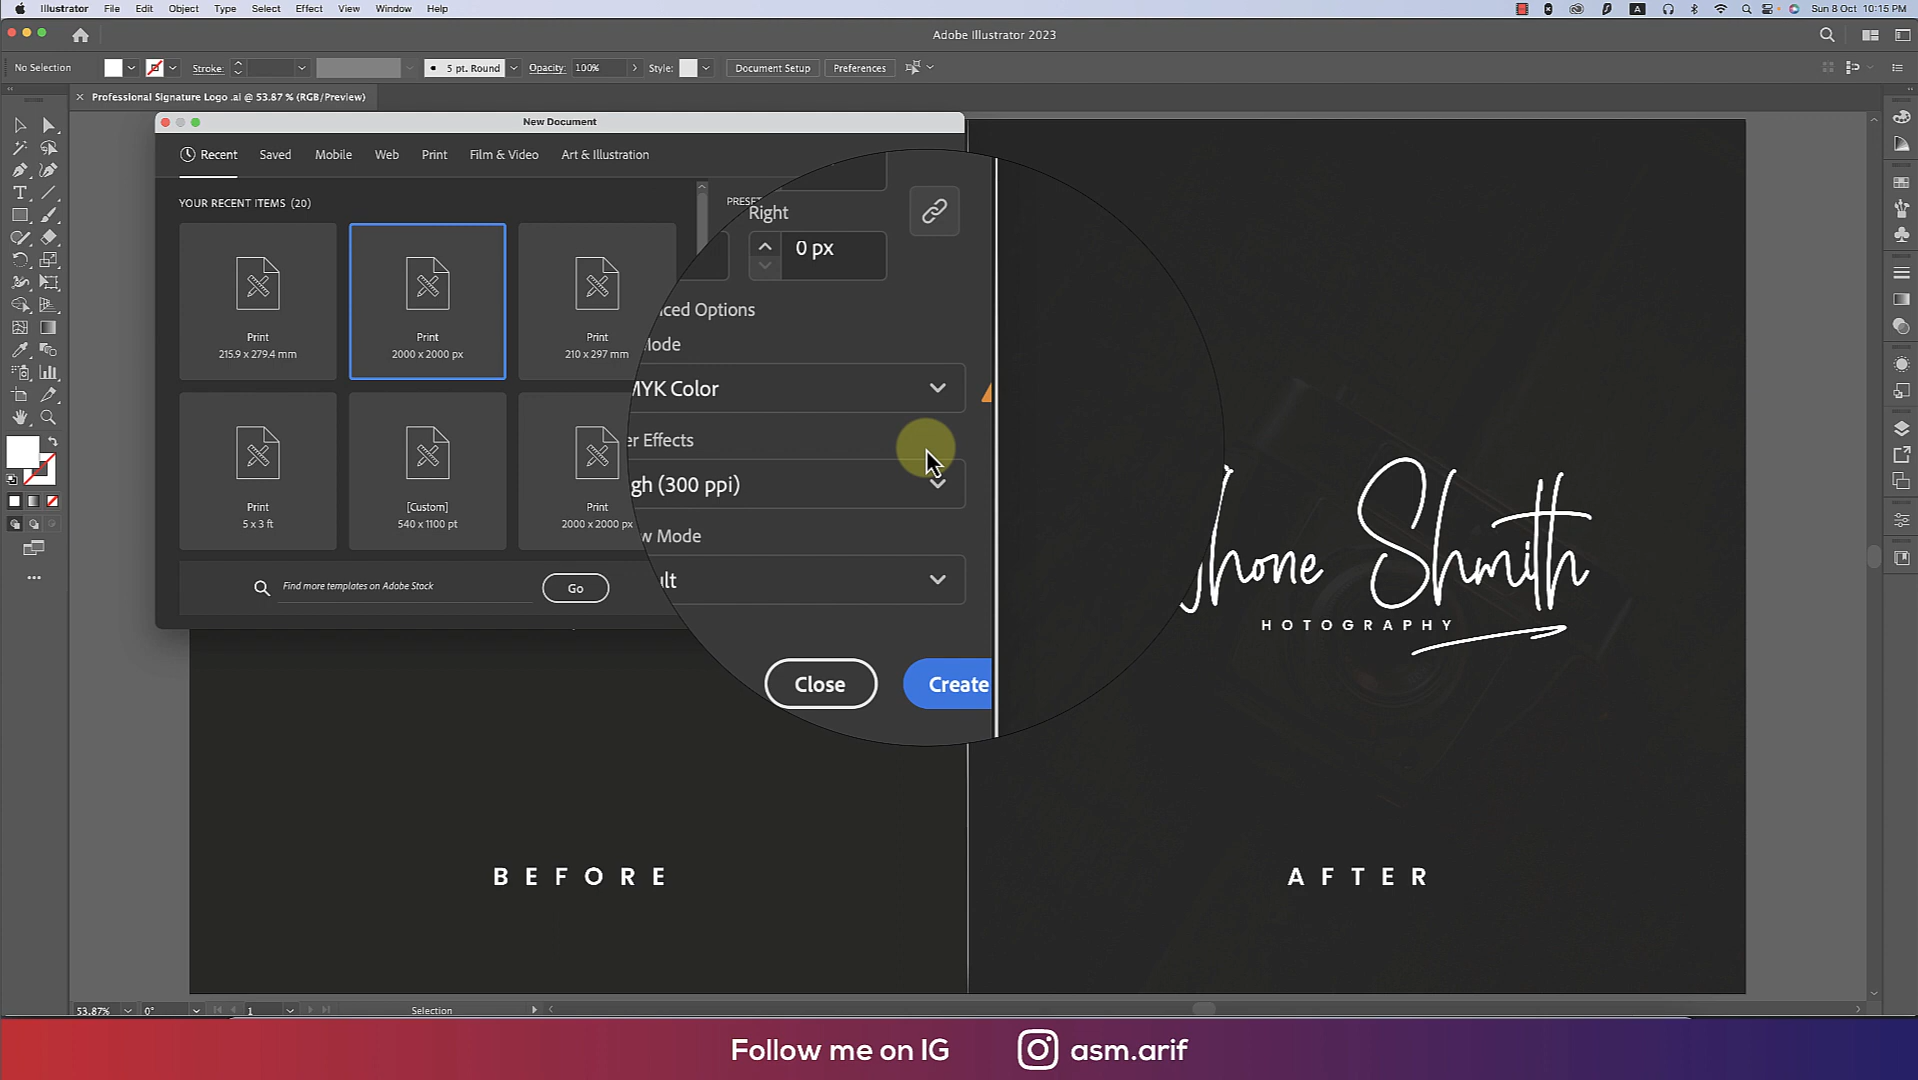 Illustrator File Edit Object Type Select Effect View Window Help
Sun 8 Oct 10:15 PM
Adobe Illustrator 2023
No Selection Stroke: 5 pt. Round Opacity: 100% Style: Document Setup Preferences
Professional Signature Logo .ai @ 53.87 % (RGB/Preview)
New Document
Recent Saved Mobile Web Print Film & Video Art & Illustration
YOUR RECENT ITEMS (20)
PRESE
Print
215.9 x 279.4 mm
Print
2000 x 2000 px
Print
210 x 297 mm
Print
5 x 3 ft
[Custom]
540 x 1100 pt
Print
2000 x 2000 px
Find more templates on Adobe Stock
Go
Right
0 px
ced Options
ode
MYK Color
er Effects
gh (300 ppi)
w Mode
ult
Close
Create
hone Shmith
HOTOGRAPHY
BEFORE
AFTER
53.87% 0° 1 Selection
Follow me on IG asm.arif